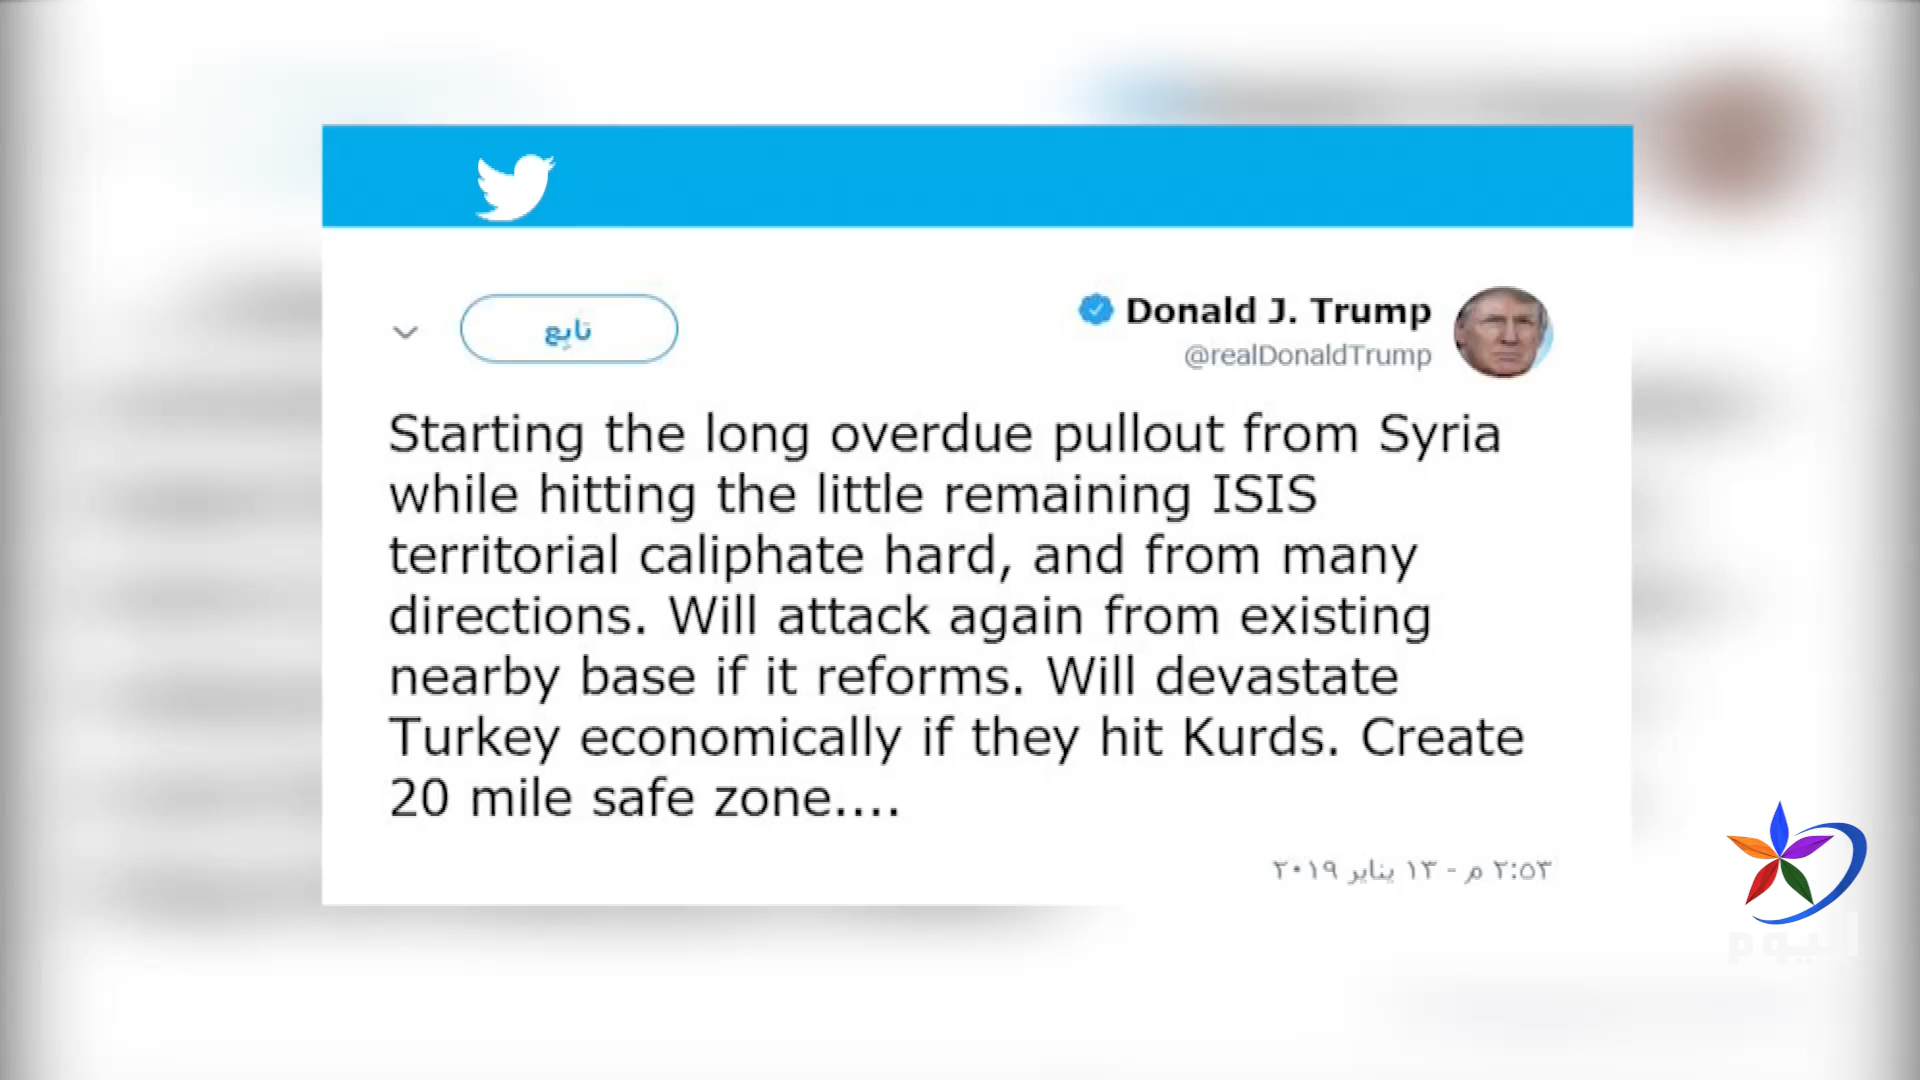 تابع
Donald J. Trump
@realDonaldTrump
Starting the long overdue pullout from Syria
while hitting the little remaining ISIS
territorial caliphate hard, and from many
directions. Will attack again from existing
nearby base if it reforms. Will devastate
Turkey economically if they hit Kurds. Create
20 mile safe zone....
٢:٥٣ م - ١٣ يناير ٢٠١٩
اليوم